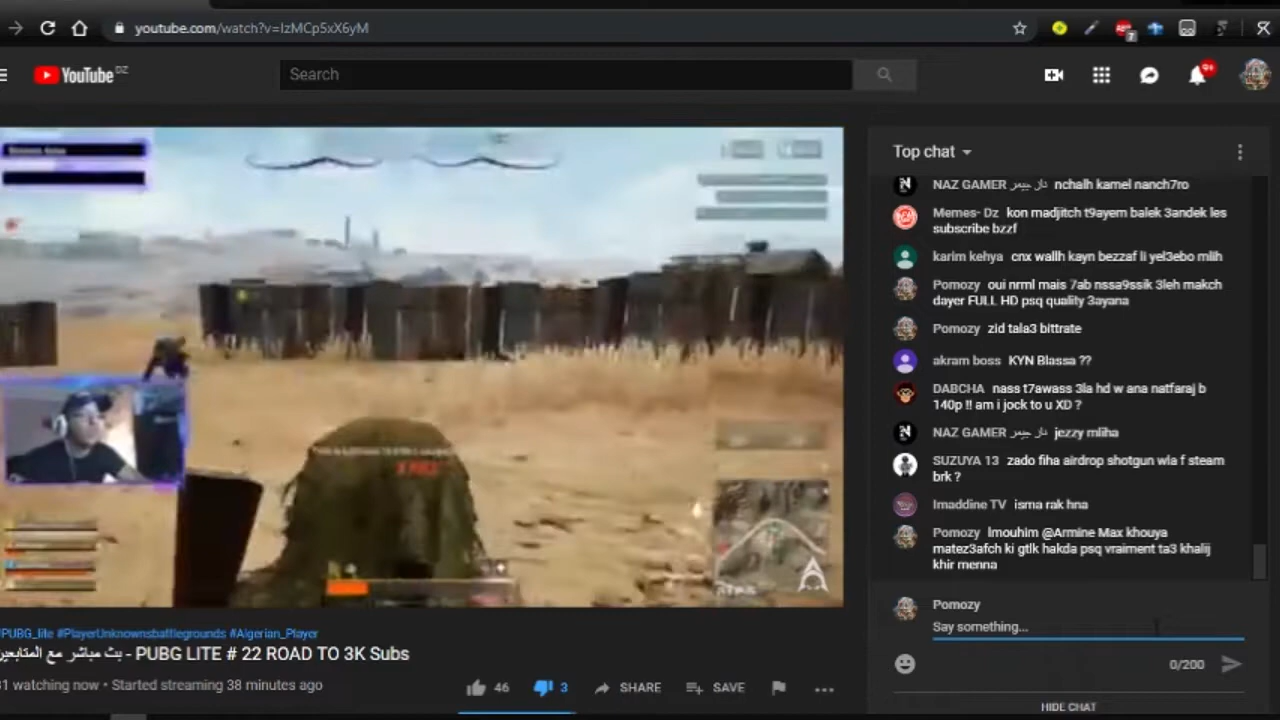 youtube.com/watch?v=IzMCp5xX6yM
YouTube DZ
Search
9+
7
Top chat
NAZ GAMER ناز جيمر nchalh kamel nanch7ro
Memes- Dz kon madjitch t9ayem balek 3andek les
subscribe bzzf
karim kehya cnx wallh kayn bezzaf li yel3ebo mlih
Pomozy oui nrml mais 7ab nssa9ssik 3leh makch
dayer FULL HD psq quality 3ayana
Pomozy zid tala3 bittrate
akram boss KYN Blassa ??
DABCHA nass t7awass 3la hd w ana natfaraj b
140p !! am i jock to u XD ?
NAZ GAMER ناز جيمر jezzy mliha
SUZUYA 13 zado fiha airdrop shotgun wla f steam
brk ?
Imaddine TV isma rak hna
Pomozy lmouhim @Armine Max khouya
matez3afch ki gtlk hakda psq vraiment ta3 khalij
khir menna
Pomozy
Say something...
0/200
HIDE CHAT
PUBG_lite #PlayerUnknownsbattlegrounds #Algerian_Player
بث مباشر مع المتابعين - PUBG LITE # 22 ROAD TO 3K Subs
1 watching now • Started streaming 38 minutes ago
46 3 SHARE SAVE